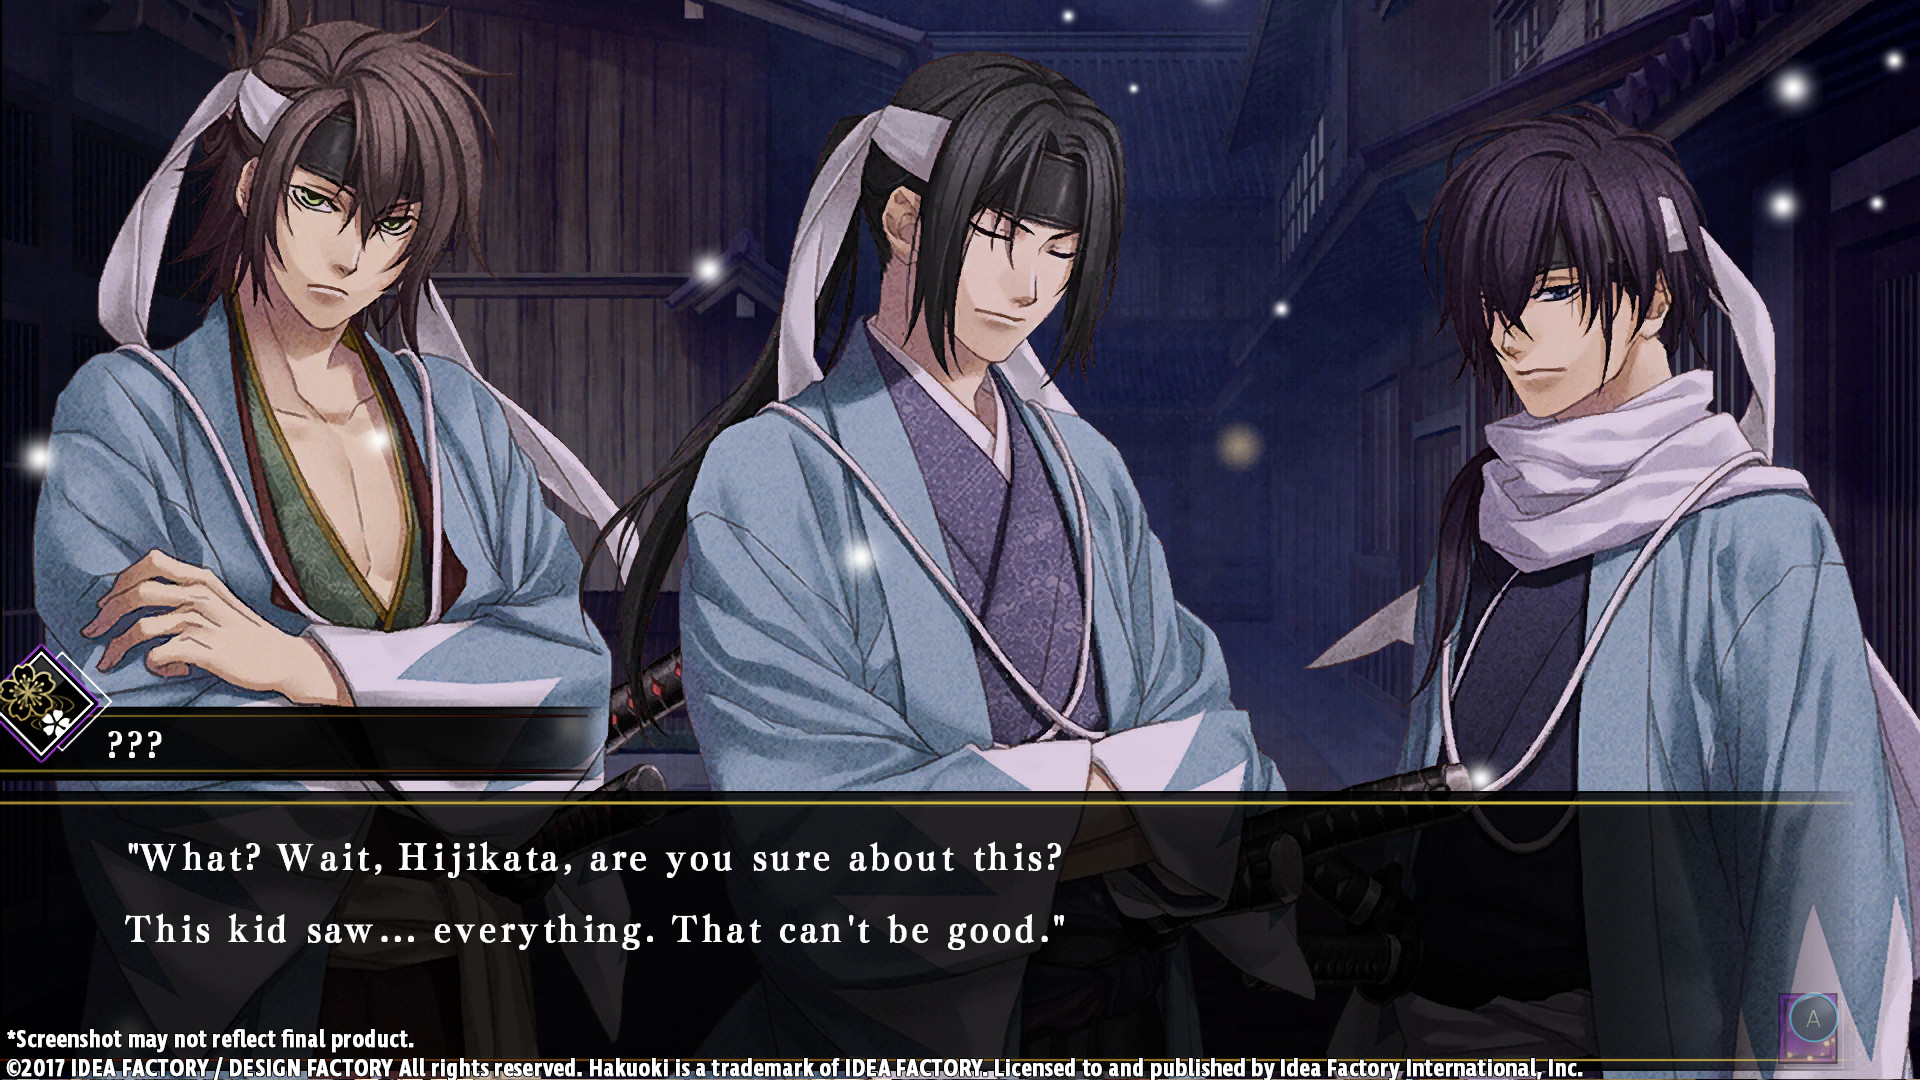 ???
"What? Wait, Hijikata, are you sure about this?
This kid saw... everything. That can't be good."
A
*Screenshot may not reflect final product.
©2017 IDEA FACTORY / DESIGN FACTORY All rights reserved. Hakuoki is a trademark of IDEA FACTORY. Licensed to and published by Idea Factory International, Inc.